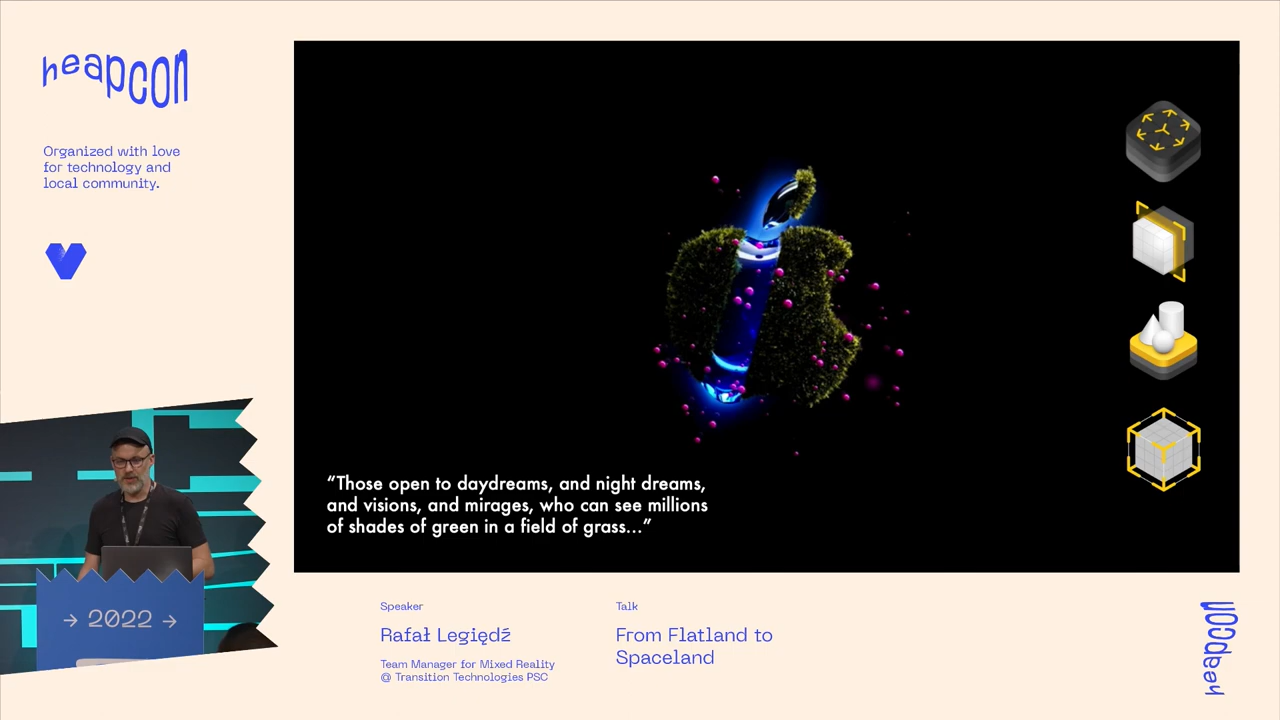 heapcon
Organized with love
for technology and
local community.
“Those open to daydreams, and night dreams,
and visions, and mirages, who can see millions
of shades of green in a field of grass...”
→ 2022 →
Speaker
Rafał Legiędź
Team Manager for Mixed Reality
@ Transition Technologies PSC
Talk
From Flatland to
Spaceland
heapcon